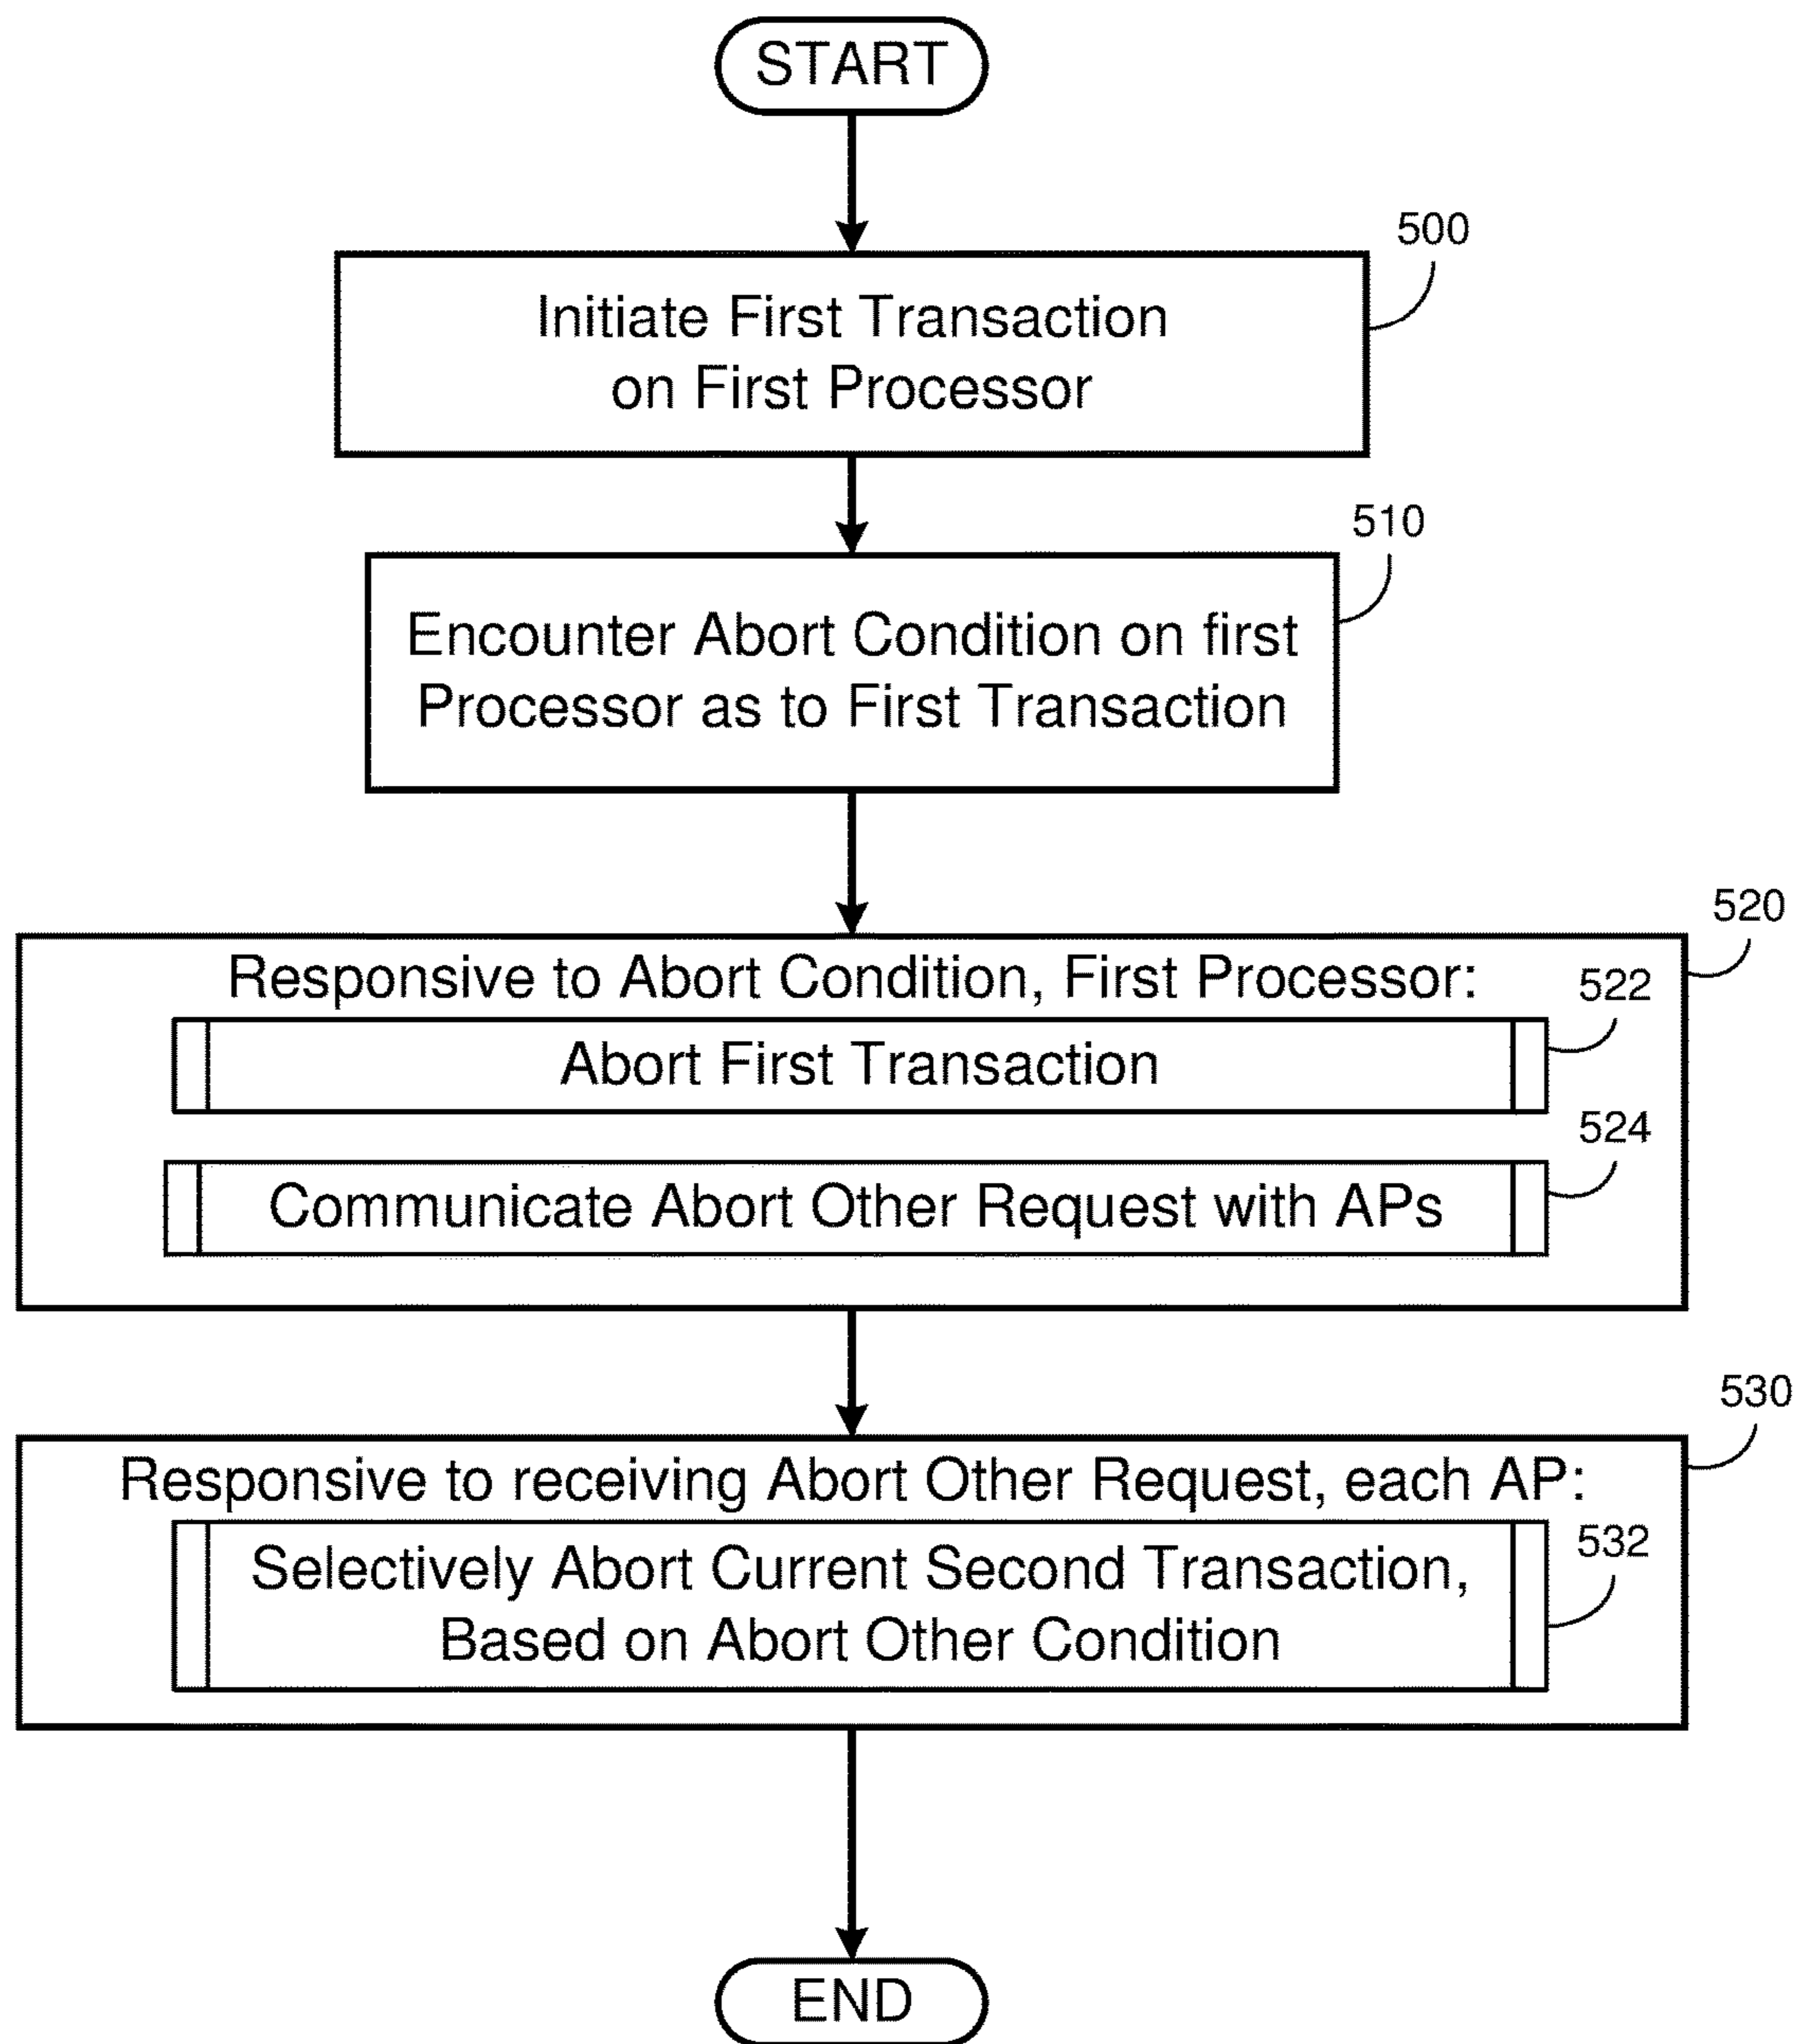 START
500
Initiate First Transaction
on First Processor
510
Encounter Abort Condition on first
Processor as to First Transaction
520
Responsive to Abort Condition, First Processor:
522
Abort First Transaction
524
Communicate Abort Other Request with APs
530
Responsive to receiving Abort Other Request, each AP:
532
Selectively Abort Current Second Transaction,
Based on Abort Other Condition
END